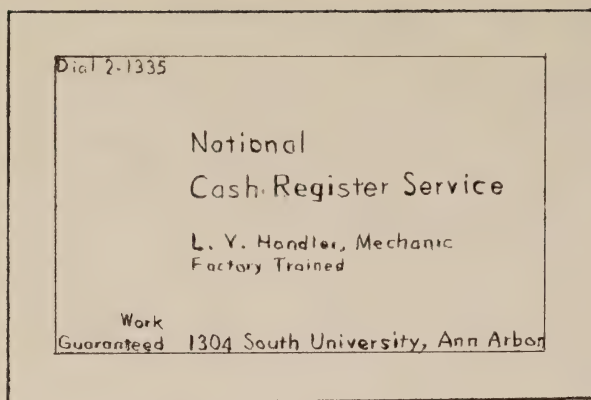 Dial 2-1335
National
Cash Register Service
L. V. Handler, Mechanic
Factory Trained
Work
Guaranteed 1304 South University, Ann Arbor